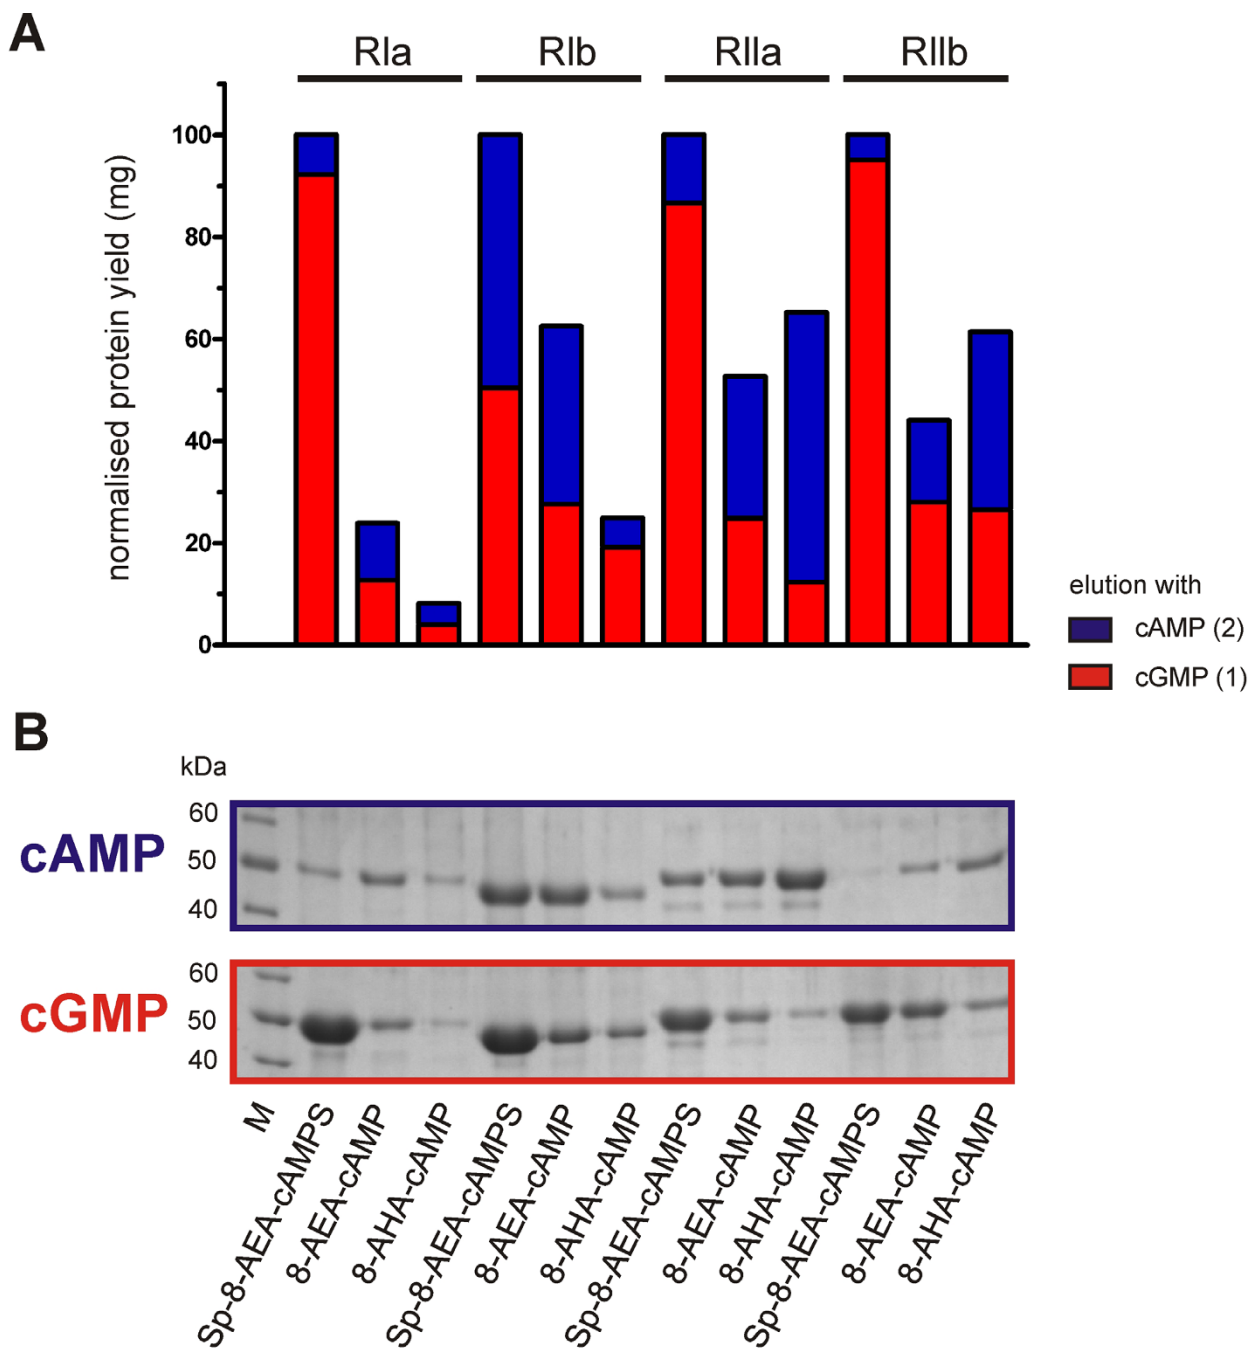 A
RIa RIb RIIa RIIb
normalised protein yield (mg)
100
80
60
40
20
0
elution with
cAMP (2)
cGMP (1)
B
kDa
cAMP
60
50
40
cGMP
60
50
40
M
Sp-8-AEA-cAMPS
8-AEA-cAMP
8-AHA-cAMP
Sp-8-AEA-cAMPS
8-AEA-cAMP
8-AHA-cAMP
Sp-8-AEA-cAMPS
8-AEA-cAMP
8-AHA-cAMP
Sp-8-AEA-cAMPS
8-AEA-cAMP
8-AHA-cAMP